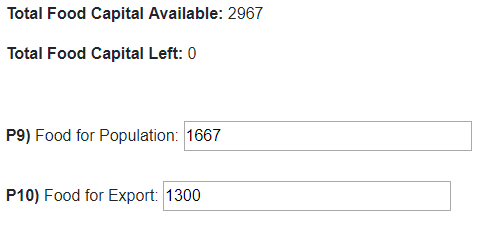 Total Food Capital Available: 2967
Total Food Capital Left: 0
P9) Food for Population: 1667
P10) Food for Export: 1300